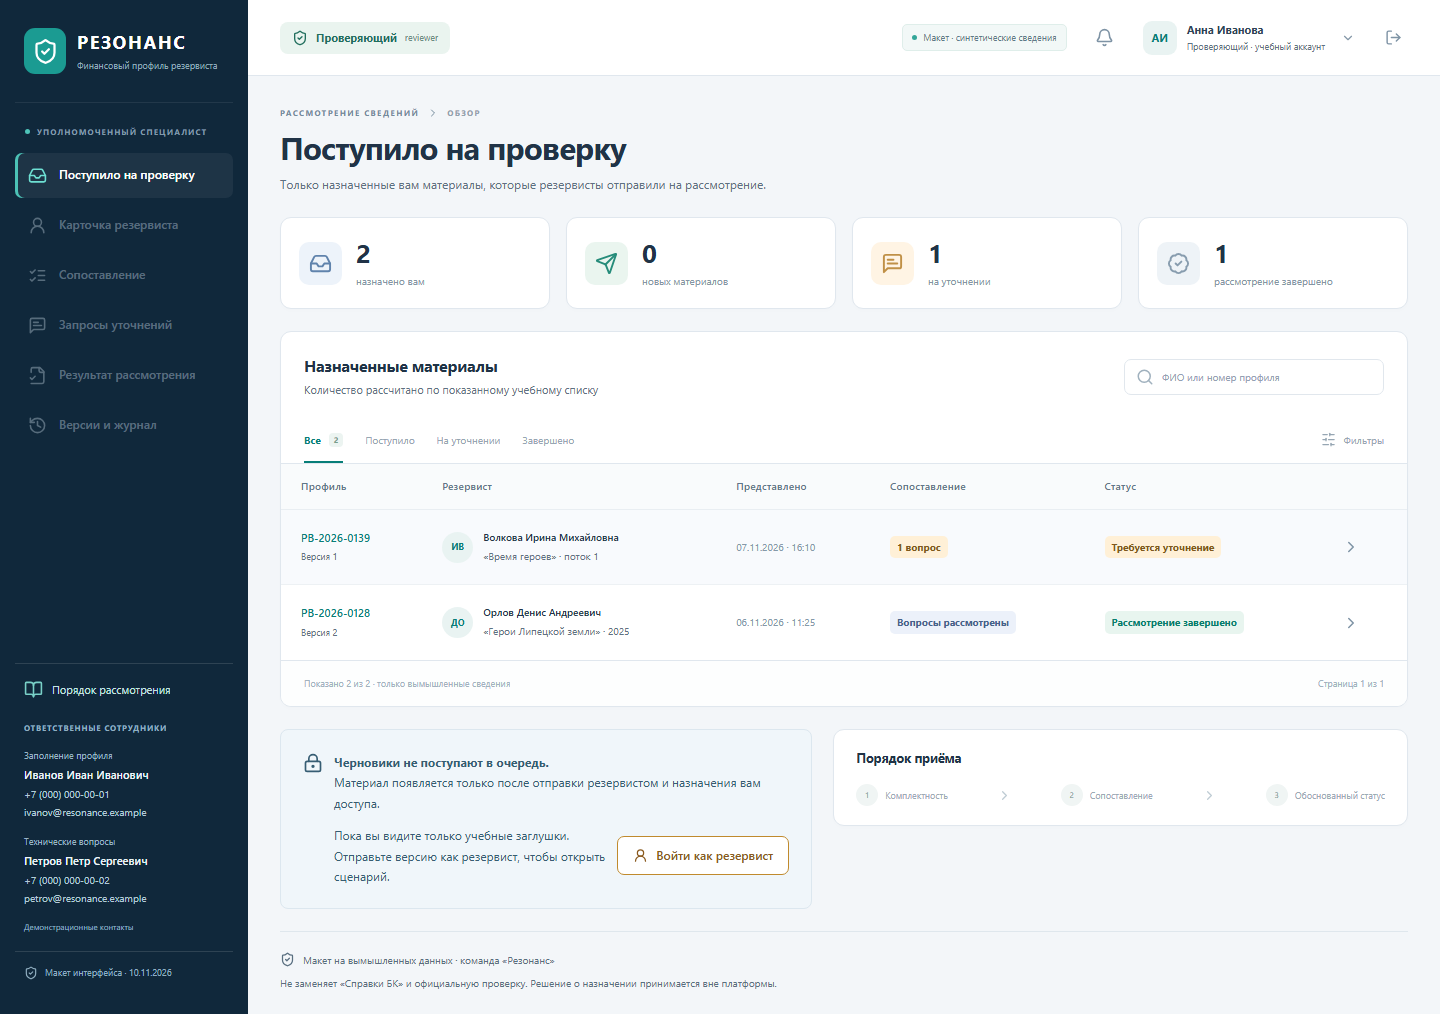 РЕЗОНАНС
Финансовый профиль резервиста
УПОЛНОМОЧЕННЫЙ СПЕЦИАЛИСТ
Поступило на проверку
Карточка резервиста
Сопоставление
Запросы уточнений
Результат рассмотрения
Версии и журнал
Порядок рассмотрения
ОТВЕТСТВЕННЫЕ СОТРУДНИКИ
Заполнение профиля
Иванов Иван Иванович
+7 (000) 000-00-01
ivanov@resonance.example
Технические вопросы
Петров Петр Сергеевич
+7 (000) 000-00-02
petrov@resonance.example
Демонстрационные контакты
Макет интерфейса · 10.11.2026
Проверяющий reviewer
Макет · синтетические сведения
АИ
Анна Иванова
Проверяющий · учебный аккаунт
РАССМОТРЕНИЕ СВЕДЕНИЙ ОБЗОР
Поступило на проверку
Только назначенные вам материалы, которые резервисты отправили на рассмотрение.
2
назначено вам
0
новых материалов
1
на уточнении
1
рассмотрение завершено
Назначенные материалы
Количество рассчитано по показанному учебному списку
ФИО или номер профиля
Все 2 Поступило На уточнении Завершено Фильтры
Профиль Резервист Представлено Сопоставление Статус
РВ-2026-0139
Версия 1
ИВ
Волкова Ирина Михайловна
«Время героев» · поток 1
07.11.2026 · 16:10
1 вопрос
Требуется уточнение
РВ-2026-0128
Версия 2
ДО
Орлов Денис Андреевич
«Герои Липецкой земли» · 2025
06.11.2026 · 11:25
Вопросы рассмотрены
Рассмотрение завершено
Показано 2 из 2 · только вымышленные сведения
Страница 1 из 1
Черновики не поступают в очередь.
Материал появляется только после отправки резервистом и назначения вам
доступа.
Пока вы видите только учебные заглушки.
Отправьте версию как резервист, чтобы открыть
сценарий.
Войти как резервист
Порядок приёма
1 Комплектность
2 Сопоставление
3 Обоснованный статус
Макет на вымышленных данных · команда «Резонанс»
Не заменяет «Справки БК» и официальную проверку. Решение о назначении принимается вне платформы.